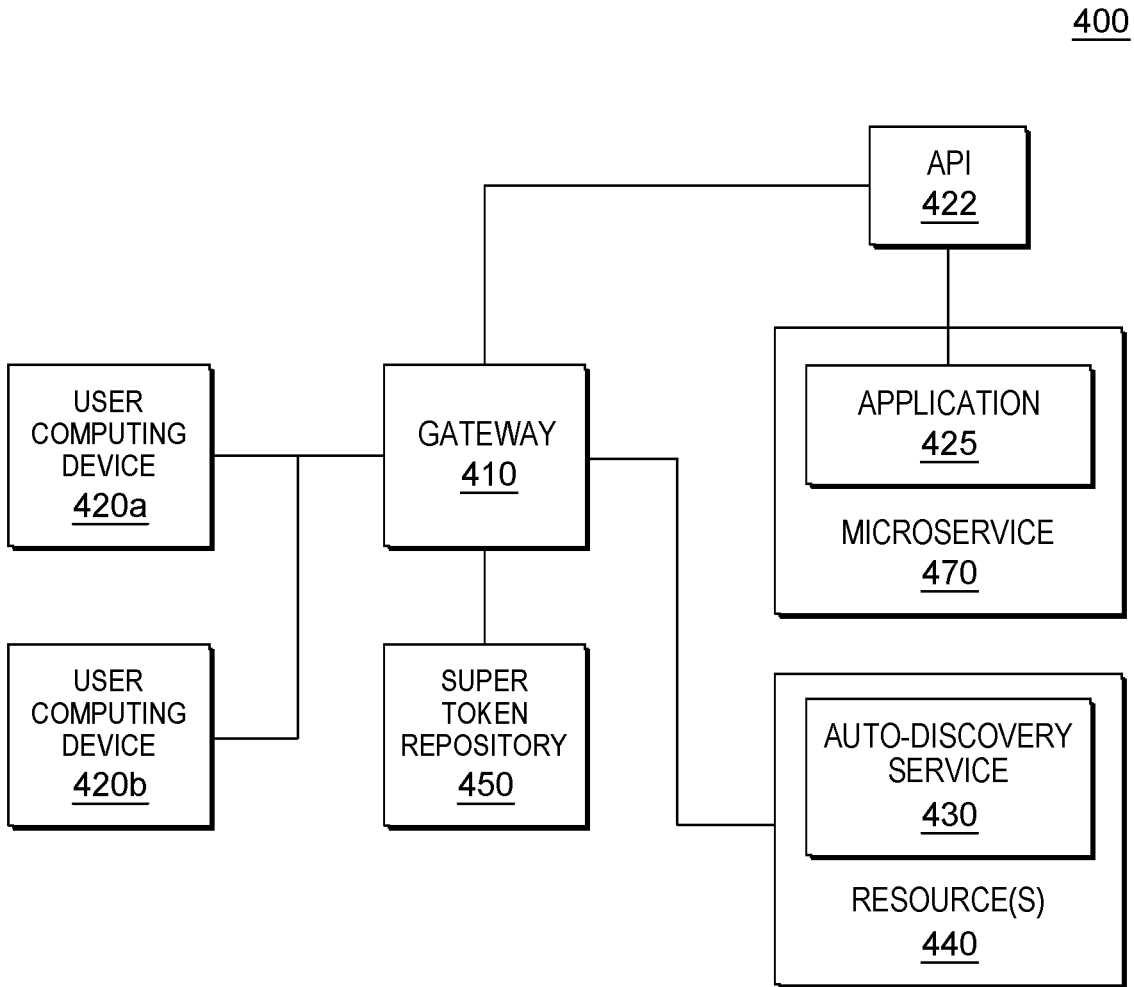 400
API
422
USER
COMPUTING
DEVICE
420a
GATEWAY
410
APPLICATION
425
MICROSERVICE
470
USER
COMPUTING
DEVICE
420b
SUPER
TOKEN
REPOSITORY
450
AUTO-DISCOVERY
SERVICE
430
RESOURCE(S)
440